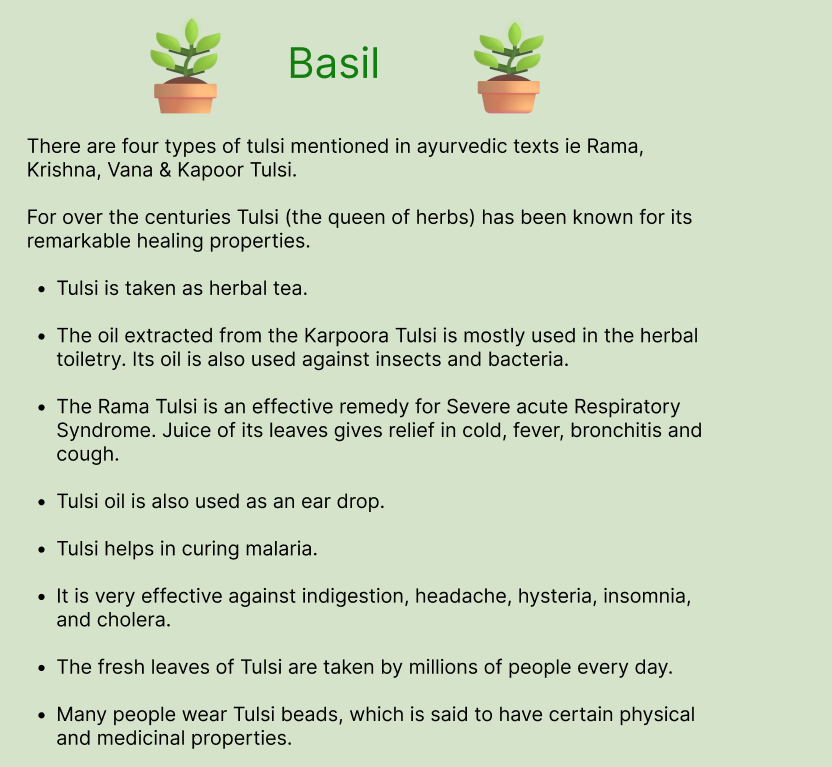 Basil
There are four types of tulsi mentioned in ayurvedic texts ie Rama,
Krishna, Vana & Kapoor Tulsi.
For over the centuries Tulsi (the queen of herbs) has been known for its
remarkable healing properties.
• Tulsi is taken as herbal tea.
• The oil extracted from the Karpoora Tulsi is mostly used in the herbal
toiletry. Its oil is also used against insects and bacteria.
• The Rama Tulsi is an effective remedy for Severe acute Respiratory
Syndrome. Juice of its leaves gives relief in cold, fever, bronchitis and
cough.
• Tulsi oil is also used as an ear drop.
• Tulsi helps in curing malaria.
• It is very effective against indigestion, headache, hysteria, insomnia,
and cholera.
• The fresh leaves of Tulsi are taken by millions of people every day.
• Many people wear Tulsi beads, which is said to have certain physical
and medicinal properties.